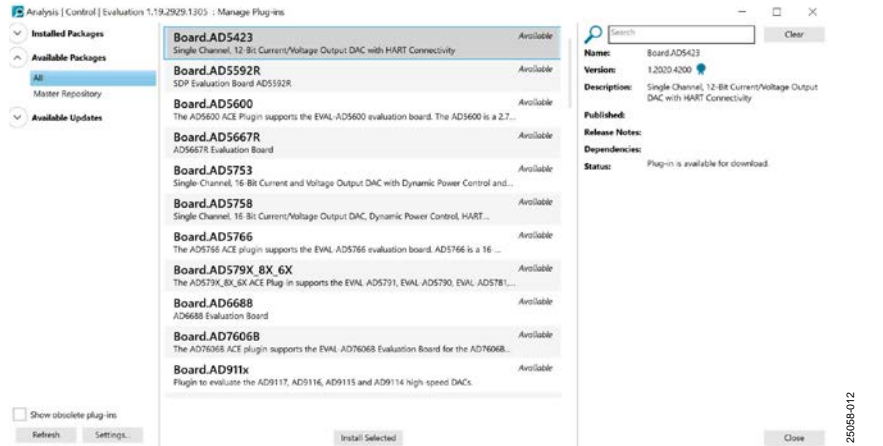 Analysis | Control | Evaluation 1.19.2929.1305 : Manage Plug-ins
Installed Packages
Available Packages
All
Master Repository
Available Updates
Board.AD5423 Available
Single Channel, 12-Bit Current/Voltage Output DAC with HART Connectivity
Board.AD5592R Available
SDP Evaluation Board AD5592R
Board.AD5600 Available
The AD5600 ACE Plugin supports the EVAL-AD5600 evaluation board. The AD5600 is a 2.7...
Board.AD5667R Available
AD5667R Evaluation Board
Board.AD5753 Available
Single-Channel, 16-Bit Current and Voltage Output DAC with Dynamic Power Control and...
Board.AD5758 Available
Single Channel, 16-Bit Current/Voltage Output DAC, Dynamic Power Control, HART...
Board.AD5766 Available
The AD5766 ACE plugin supports the EVAL-AD5766 evaluation board. AD5766 is a 16-...
Board.AD579X_8X_6X Available
The AD579X_8X_6X ACE Plug-in supports the EVAL-AD5791, EVAL-AD5790, EVAL-AD5781,...
Board.AD6688 Available
AD6688 Evaluation Board
Board.AD7606B Available
The AD7606B ACE plugin supports the EVAL-AD7606B Evaluation Board for the AD7606B...
Board.AD911x Available
Plugin to evaluate the AD9117, AD9116, AD9115 and AD9114 high-speed DACs.
Search
Clear
Name: Board.AD5423
Version: 1.2020.4200
Description: Single Channel, 12-Bit Current/Voltage Output
DAC with HART Connectivity
Published:
Release Notes:
Dependencies:
Status: Plug-in is available for download.
Show obsolete plug-ins
Refresh Settings...
Install Selected
Close
25058-012